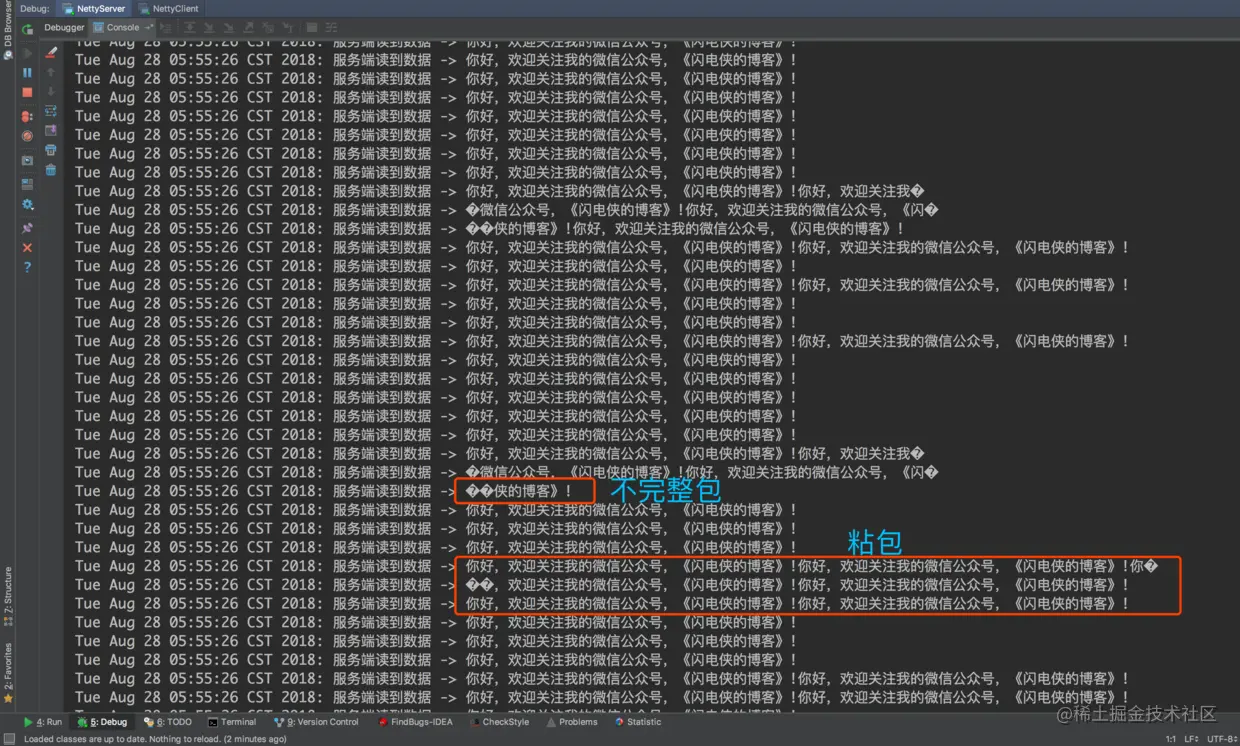 Debug: NettyServer NettyClient
Debugger Console
DB Browser
Tue Aug 28 05:55:26 CST 2018: 服务端读到数据 -> 你好，欢迎关注我的微信公众号，《闪电侠的博客》!
Tue Aug 28 05:55:26 CST 2018: 服务端读到数据 -> 你好，欢迎关注我的微信公众号，《闪电侠的博客》!
Tue Aug 28 05:55:26 CST 2018: 服务端读到数据 -> 你好，欢迎关注我的微信公众号，《闪电侠的博客》!
Tue Aug 28 05:55:26 CST 2018: 服务端读到数据 -> 你好，欢迎关注我的微信公众号，《闪电侠的博客》!
Tue Aug 28 05:55:26 CST 2018: 服务端读到数据 -> 你好，欢迎关注我的微信公众号，《闪电侠的博客》!
Tue Aug 28 05:55:26 CST 2018: 服务端读到数据 -> 你好，欢迎关注我的微信公众号，《闪电侠的博客》!
Tue Aug 28 05:55:26 CST 2018: 服务端读到数据 -> 你好，欢迎关注我的微信公众号，《闪电侠的博客》!
Tue Aug 28 05:55:26 CST 2018: 服务端读到数据 -> 你好，欢迎关注我的微信公众号，《闪电侠的博客》!
Tue Aug 28 05:55:26 CST 2018: 服务端读到数据 -> 你好，欢迎关注我的微信公众号，《闪电侠的博客》!你好，欢迎关注我�
Tue Aug 28 05:55:26 CST 2018: 服务端读到数据 -> �微信公众号，《闪电侠的博客》!你好，欢迎关注我的微信公众号，《闪�
Tue Aug 28 05:55:26 CST 2018: 服务端读到数据 -> ��侠的博客》!你好，欢迎关注我的微信公众号，《闪电侠的博客》!
Tue Aug 28 05:55:26 CST 2018: 服务端读到数据 -> 你好，欢迎关注我的微信公众号，《闪电侠的博客》!你好，欢迎关注我的微信公众号，《闪电侠的博客》!
Tue Aug 28 05:55:26 CST 2018: 服务端读到数据 -> 你好，欢迎关注我的微信公众号，《闪电侠的博客》!
Tue Aug 28 05:55:26 CST 2018: 服务端读到数据 -> 你好，欢迎关注我的微信公众号，《闪电侠的博客》!你好，欢迎关注我的微信公众号，《闪电侠的博客》!
Tue Aug 28 05:55:26 CST 2018: 服务端读到数据 -> 你好，欢迎关注我的微信公众号，《闪电侠的博客》!
Tue Aug 28 05:55:26 CST 2018: 服务端读到数据 -> 你好，欢迎关注我的微信公众号，《闪电侠的博客》!
Tue Aug 28 05:55:26 CST 2018: 服务端读到数据 -> 你好，欢迎关注我的微信公众号，《闪电侠的博客》!你好，欢迎关注我的微信公众号，《闪电侠的博客》!
Tue Aug 28 05:55:26 CST 2018: 服务端读到数据 -> 你好，欢迎关注我的微信公众号，《闪电侠的博客》!
Tue Aug 28 05:55:26 CST 2018: 服务端读到数据 -> 你好，欢迎关注我的微信公众号，《闪电侠的博客》!
Tue Aug 28 05:55:26 CST 2018: 服务端读到数据 -> 你好，欢迎关注我的微信公众号，《闪电侠的博客》!
Tue Aug 28 05:55:26 CST 2018: 服务端读到数据 -> 你好，欢迎关注我的微信公众号，《闪电侠的博客》!
Tue Aug 28 05:55:26 CST 2018: 服务端读到数据 -> 你好，欢迎关注我的微信公众号，《闪电侠的博客》!
Tue Aug 28 05:55:26 CST 2018: 服务端读到数据 -> 你好，欢迎关注我的微信公众号，《闪电侠的博客》!你好，欢迎关注我�
Tue Aug 28 05:55:26 CST 2018: 服务端读到数据 -> �微信公众号，《闪电侠的博客》!你好，欢迎关注我的微信公众号，《闪�
Tue Aug 28 05:55:26 CST 2018: 服务端读到数据 -> ��侠的博客》! 不完整包
Tue Aug 28 05:55:26 CST 2018: 服务端读到数据 -> 你好，欢迎关注我的微信公众号，《闪电侠的博客》!
Tue Aug 28 05:55:26 CST 2018: 服务端读到数据 -> 你好，欢迎关注我的微信公众号，《闪电侠的博客》!
Tue Aug 28 05:55:26 CST 2018: 服务端读到数据 -> 你好，欢迎关注我的微信公众号，《闪电侠的博客》! 粘包
Tue Aug 28 05:55:26 CST 2018: 服务端读到数据 -> 你好，欢迎关注我的微信公众号，《闪电侠的博客》!你好，欢迎关注我的微信公众号，《闪电侠的博客》!你�
Tue Aug 28 05:55:26 CST 2018: 服务端读到数据 -> ��，欢迎关注我的微信公众号，《闪电侠的博客》!你好，欢迎关注我的微信公众号，《闪电侠的博客》!
Tue Aug 28 05:55:26 CST 2018: 服务端读到数据 -> 你好，欢迎关注我的微信公众号，《闪电侠的博客》!你好，欢迎关注我的微信公众号，《闪电侠的博客》!
Tue Aug 28 05:55:26 CST 2018: 服务端读到数据 -> 你好，欢迎关注我的微信公众号，《闪电侠的博客》!
Tue Aug 28 05:55:26 CST 2018: 服务端读到数据 -> 你好，欢迎关注我的微信公众号，《闪电侠的博客》!
Tue Aug 28 05:55:26 CST 2018: 服务端读到数据 -> 你好，欢迎关注我的微信公众号，《闪电侠的博客》!
Tue Aug 28 05:55:26 CST 2018: 服务端读到数据 -> 你好，欢迎关注我的微信公众号，《闪电侠的博客》!你好，欢迎关注我的微信公众号，《闪电侠的博客》!
Tue Aug 28 05:55:26 CST 2018: 服务端读到数据 -> 你好，欢迎关注我的微信公众号，《闪电侠的博客》!你好，欢迎关注我的微信公众号，《闪电侠的博客》!
7: Structure
2: Favorites
@稀土掘金技术社区
4: Run 5: Debug 6: TODO Terminal 9: Version Control FindBugs-IDEA CheckStyle Problems Statistic
Loaded classes are up to date. Nothing to reload. (2 minutes ago) 1:1 LF÷ UTF-8÷